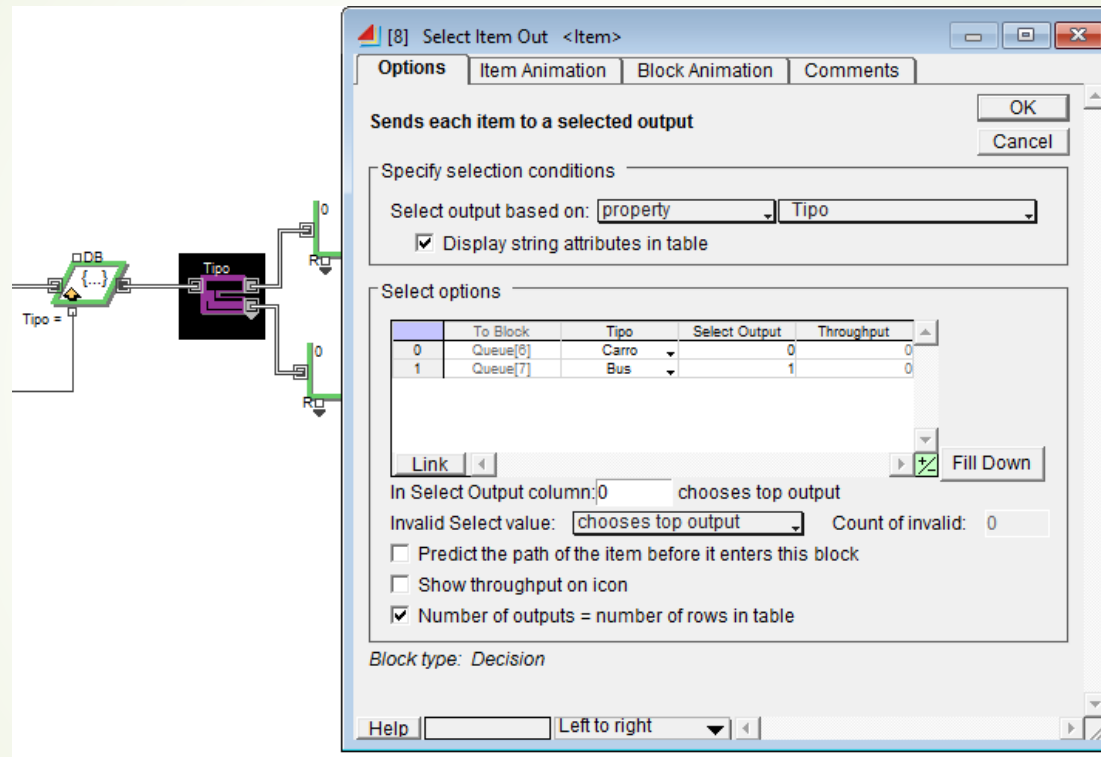 [8] Select Item Out <Item>
Options Item Animation Block Animation Comments
Sends each item to a selected output
OK
Cancel
Specify selection conditions
Select output based on: property Tipo
Display string attributes in table
Select options
To Block Tipo Select Output Throughput
0 Queue[6] Carro 0 0
1 Queue[7] Bus 1 0
Link
+/- Fill Down
In Select Output column: 0 chooses top output
Invalid Select value: chooses top output Count of invalid: 0
Predict the path of the item before it enters this block
Show throughput on icon
Number of outputs = number of rows in table
Block type: Decision
Help Left to right
DB
{...}
Tipo =
Tipo
0
R
0
R